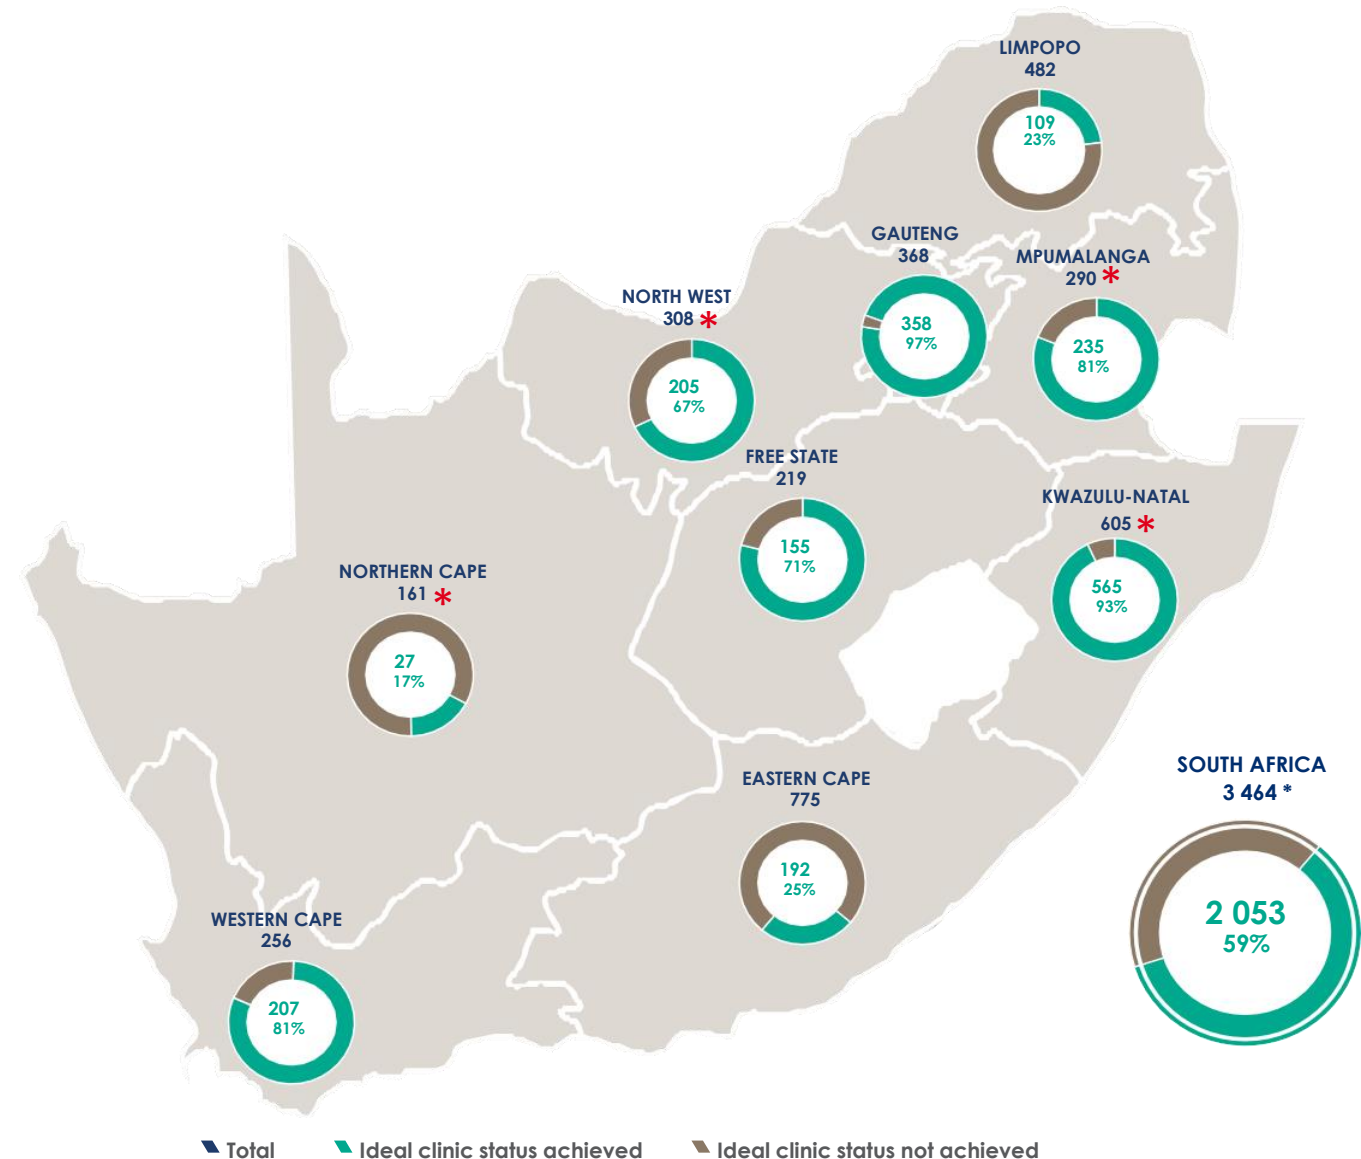 LIMPOPO
482
109
23%
GAUTENG
368
358
97%
MPUMALANGA
290 *
235
81%
NORTH WEST
308 *
205
67%
FREE STATE
219
155
71%
KWAZULU-NATAL
605 *
565
93%
NORTHERN CAPE
161 *
27
17%
EASTERN CAPE
775
192
25%
SOUTH AFRICA
3 464 *
2 053
59%
WESTERN CAPE
256
207
81%
Total Ideal clinic status achieved Ideal clinic status not achieved